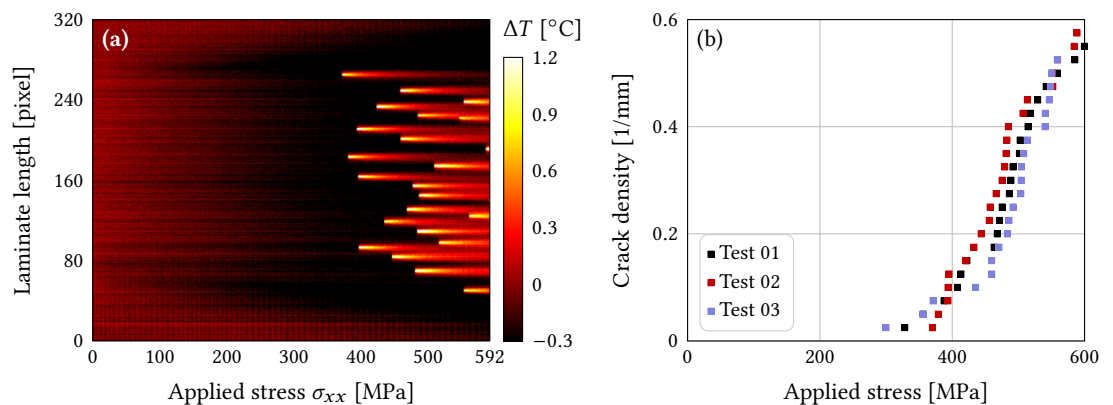 (a)
Laminate length [pixel]
320
240
160
80
0
0 100 200 300 400 500 592
Applied stress σxx [MPa]
ΔT [°C]
1.2
0.9
0.6
0.3
0
−0.3
(b)
Crack density [1/mm]
0.6
0.4
0.2
0
Test 01
Test 02
Test 03
0 200 400 600
Applied stress [MPa]